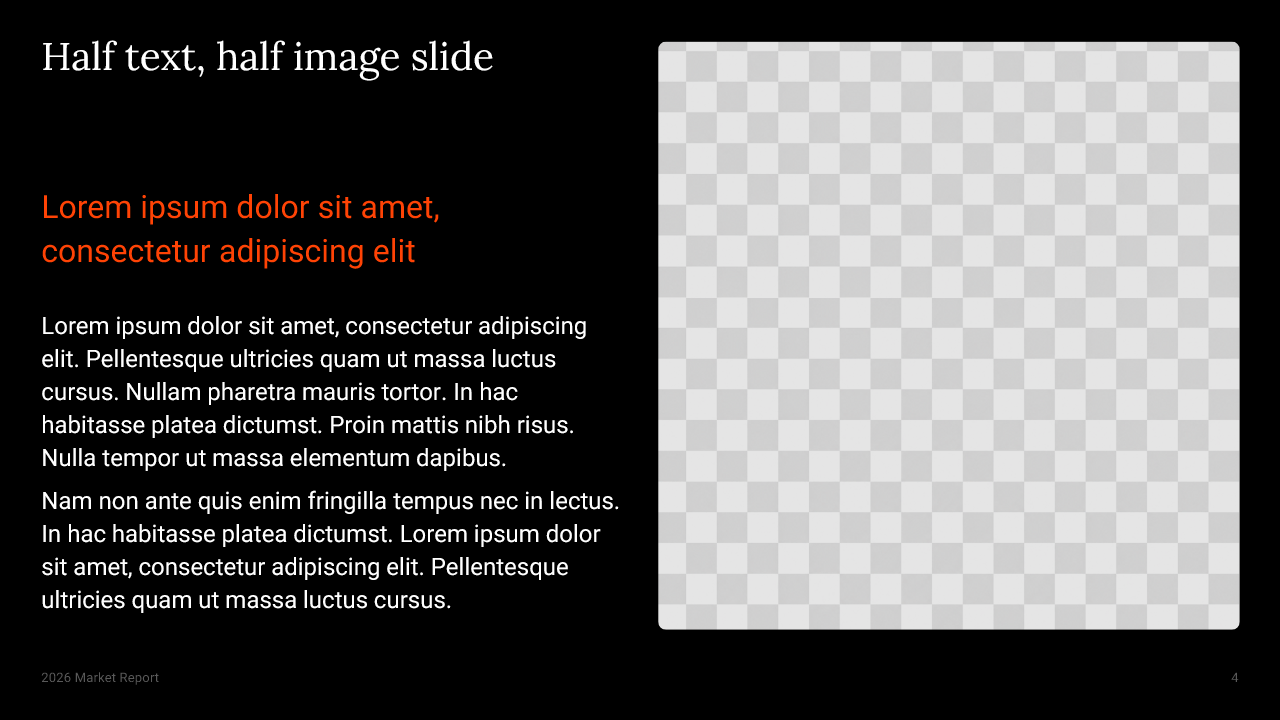 Half text, half image slide
Lorem ipsum dolor sit amet,
consectetur adipiscing elit
Lorem ipsum dolor sit amet, consectetur adipiscing
elit. Pellentesque ultricies quam ut massa luctus
cursus. Nullam pharetra mauris tortor. In hac
habitasse platea dictumst. Proin mattis nibh risus.
Nulla tempor ut massa elementum dapibus.
Nam non ante quis enim fringilla tempus nec in lectus.
In hac habitasse platea dictumst. Lorem ipsum dolor
sit amet, consectetur adipiscing elit. Pellentesque
ultricies quam ut massa luctus cursus.
2026 Market Report
4